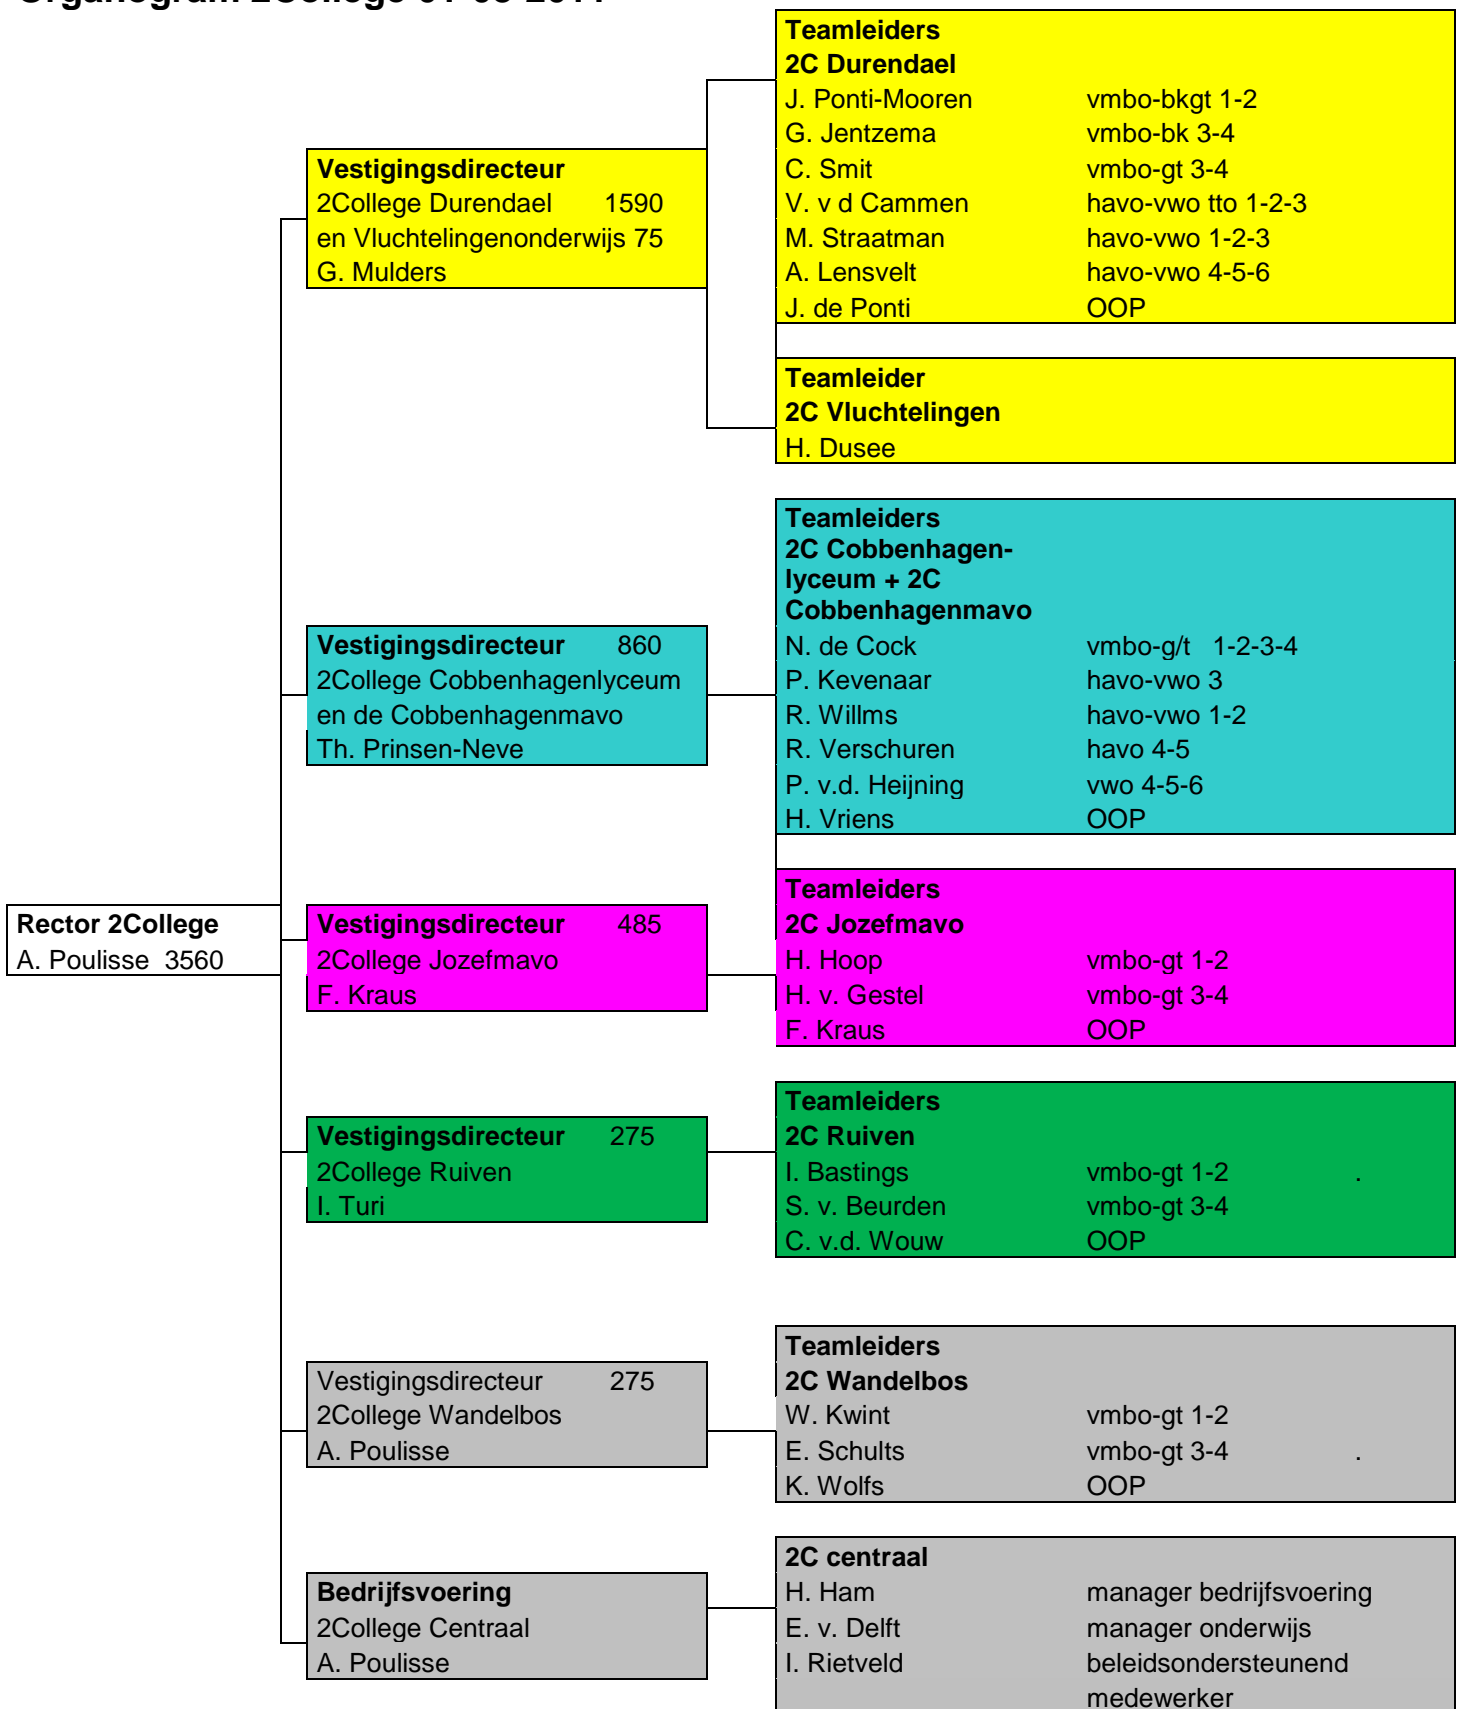 Organogram 2College
Teamleiders
2C Durendael
J. Ponti-Mooren vmbo-bkgt 1-2
G. Jentzema vmbo-bk 3-4
C. Smit vmbo-gt 3-4
V. v d Cammen havo-vwo tto 1-2-3
M. Straatman havo-vwo 1-2-3
A. Lensvelt havo-vwo 4-5-6
J. de Ponti OOP
Vestigingsdirecteur
2College Durendael 1590
en Vluchtelingenonderwijs 75
G. Mulders
Teamleider
2C Vluchtelingen
H. Dusee
Teamleiders
2C Cobbenhagen-
lyceum + 2C
Cobbenhagenmavo
N. de Cock vmbo-g/t 1-2-3-4
P. Kevenaar havo-vwo 3
R. Willms havo-vwo 1-2
R. Verschuren havo 4-5
P. v.d. Heijning vwo 4-5-6
H. Vriens OOP
Vestigingsdirecteur 860
2College Cobbenhagenlyceum
en de Cobbenhagenmavo
Th. Prinsen-Neve
Rector 2College
A. Poulisse 3560
Vestigingsdirecteur 485
2College Jozefmavo
F. Kraus
Teamleiders
2C Jozefmavo
H. Hoop vmbo-gt 1-2
H. v. Gestel vmbo-gt 3-4
F. Kraus OOP
Vestigingsdirecteur 275
2College Ruiven
I. Turi
Teamleiders
2C Ruiven
I. Bastings vmbo-gt 1-2 .
S. v. Beurden vmbo-gt 3-4
C. v.d. Wouw OOP
Vestigingsdirecteur 275
2College Wandelbos
A. Poulisse
Teamleiders
2C Wandelbos
W. Kwint vmbo-gt 1-2
E. Schults vmbo-gt 3-4 .
K. Wolfs OOP
Bedrijfsvoering
2College Centraal
A. Poulisse
2C centraal
H. Ham manager bedrijfsvoering
E. v. Delft manager onderwijs
I. Rietveld beleidsondersteunend
medewerker